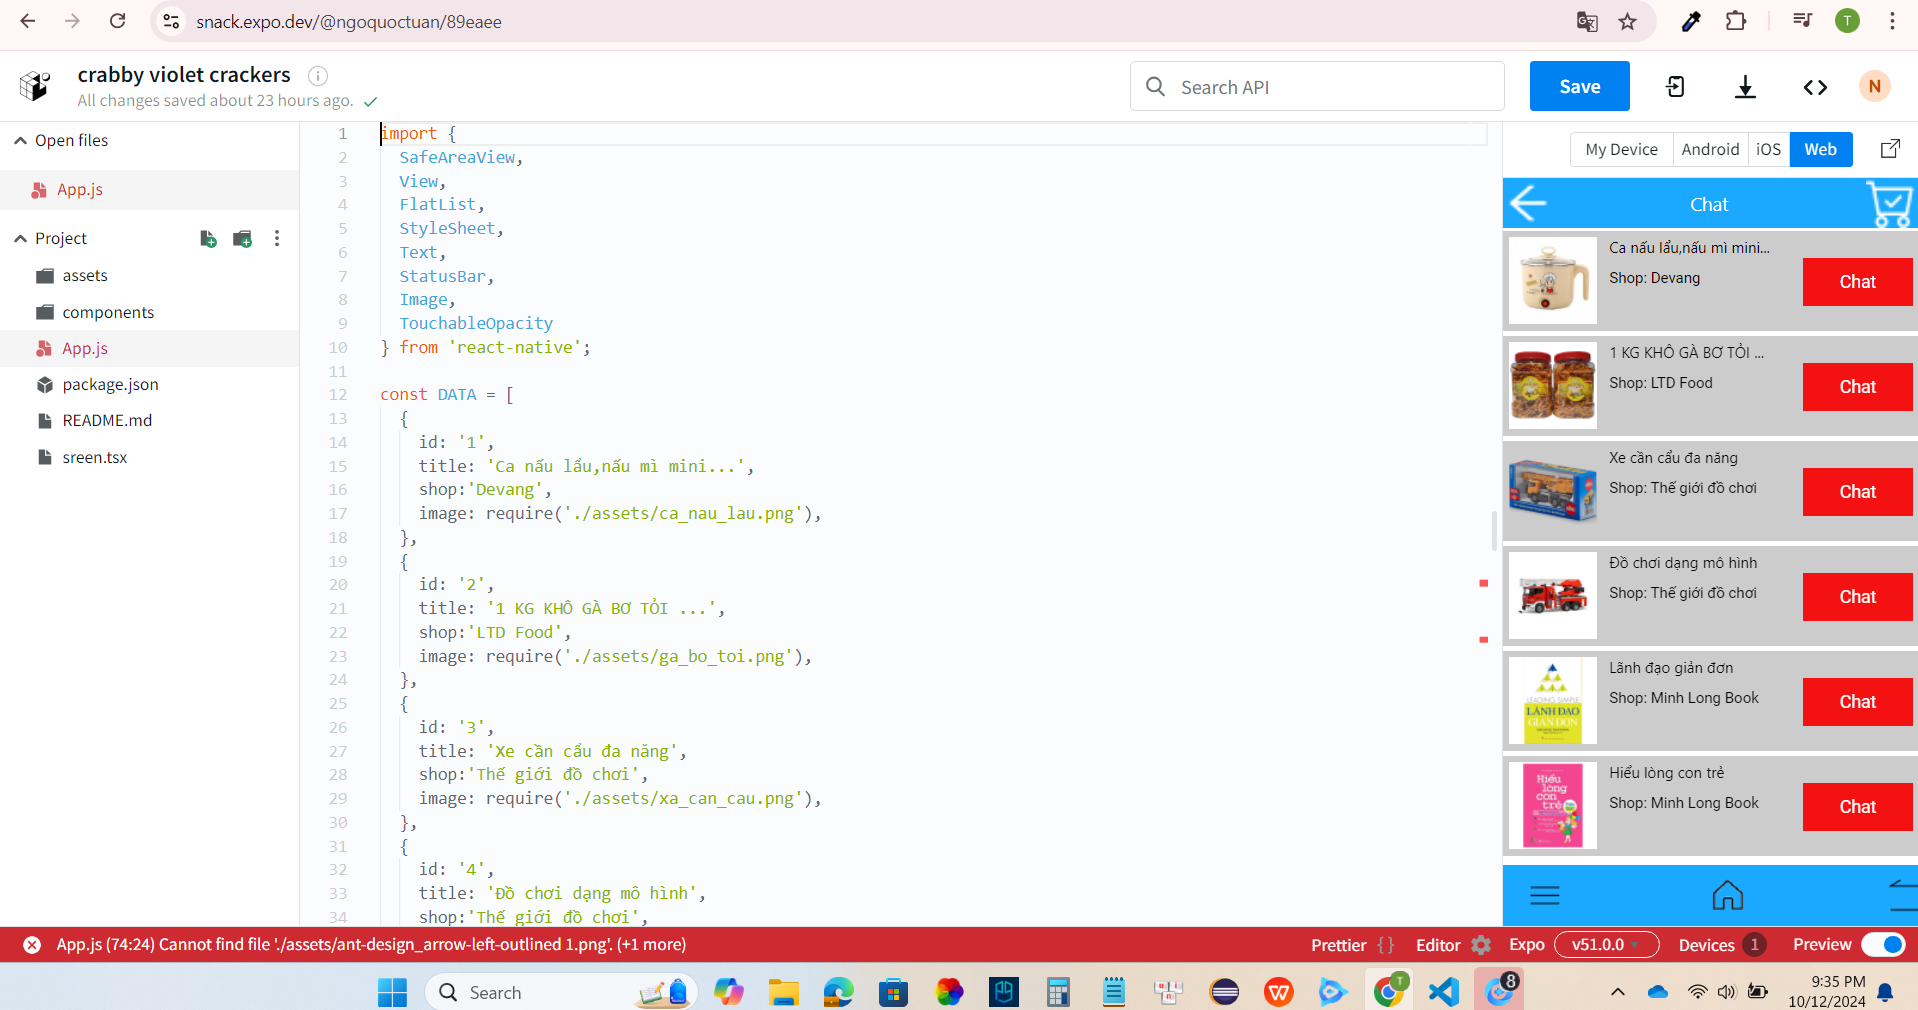 snack.expo.dev/@ngoquoctuan/89eaee
T
crabby violet crackers
All changes saved about 23 hours ago.
Search API
Save
N
Open files
App.js
Project
assets
components
App.js
package.json
README.md
sreen.tsx
1 import {
2 SafeAreaView,
3 View,
4 FlatList,
5 StyleSheet,
6 Text,
7 StatusBar,
8 Image,
9 TouchableOpacity
10 } from 'react-native';
11
12 const DATA = [
13 {
14 id: '1',
15 title: 'Ca nấu lẩu,nấu mì mini...',
16 shop:'Devang',
17 image: require('./assets/ca_nau_lau.png'),
18 },
19 {
20 id: '2',
21 title: '1 KG KHÔ GÀ BƠ TỎI ...',
22 shop:'LTD Food',
23 image: require('./assets/ga_bo_toi.png'),
24 },
25 {
26 id: '3',
27 title: 'Xe cần cẩu đa năng',
28 shop:'Thế giới đồ chơi',
29 image: require('./assets/xa_can_cau.png'),
30 },
31 {
32 id: '4',
33 title: 'Đồ chơi dạng mô hình',
34 shop:'Thế giới đồ chơi',
My Device Android iOS Web
Chat
Ca nấu lẩu,nấu mì mini...
Shop: Devang
Chat
1 KG KHÔ GÀ BƠ TỎI ...
Shop: LTD Food
Chat
Xe cần cẩu đa năng
Shop: Thế giới đồ chơi
Chat
Đồ chơi dạng mô hình
Shop: Thế giới đồ chơi
Chat
LEADING SIMPLE
LÃNH ĐẠO
GIẢN ĐƠN
Lãnh đạo giản đơn
Shop: Minh Long Book
Chat
Hiểu
lòng
con
trẻ
Hiểu lòng con trẻ
Shop: Minh Long Book
Chat
App.js (74:24) Cannot find file './assets/ant-design_arrow-left-outlined 1.png'. (+1 more)
Prettier { } Editor Expo v51.0.0 Devices 1 Preview
Search
T
8
9:35 PM
10/12/2024